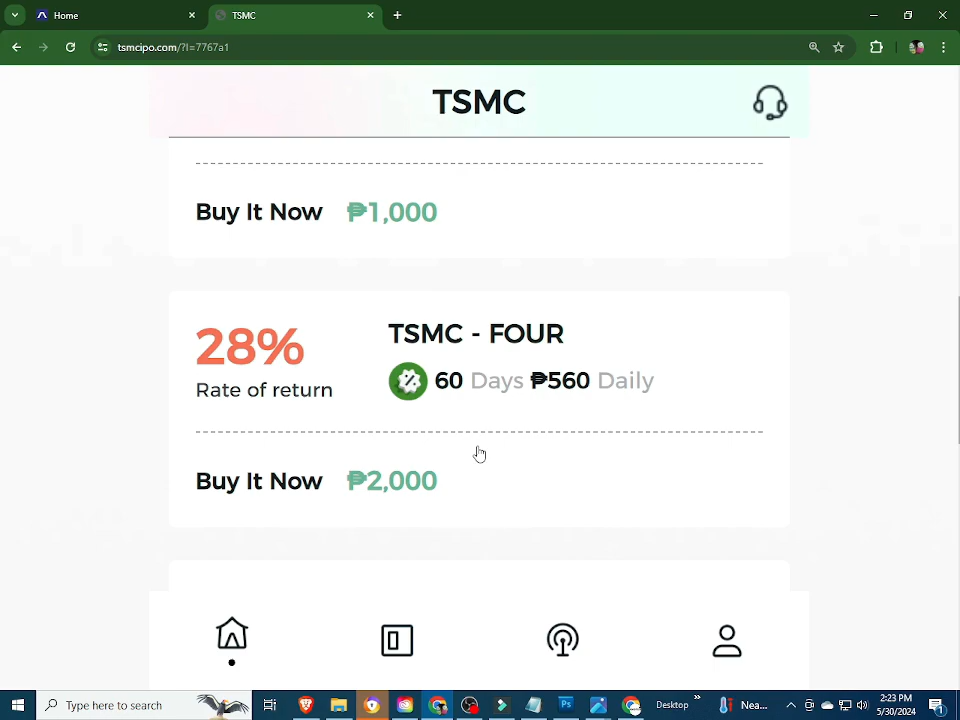 Home
TSMC
tsmcipo.com/?l=7767a1
TSMC
Buy It Now ₱1,000
28%
Rate of return
TSMC - FOUR
60 Days ₱560 Daily
Buy It Now ₱2,000
Type here to search
Desktop
Nea...
2:23 PM
5/30/2024
1